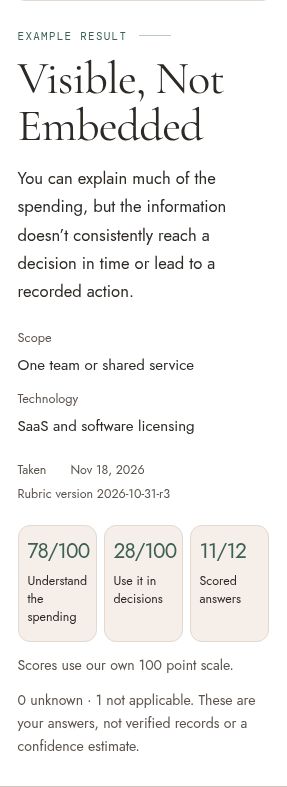 EXAMPLE RESULT
Visible, Not
Embedded
You can explain much of the
spending, but the information
doesn’t consistently reach a
decision in time or lead to a
recorded action.
Scope
One team or shared service
Technology
SaaS and software licensing
Taken Nov 18, 2026
Rubric version 2026-10-31-r3
78/100
Understand
the
spending
28/100
Use it in
decisions
11/12
Scored
answers
Scores use our own 100 point scale.
0 unknown · 1 not applicable. These are
your answers, not verified records or a
confidence estimate.